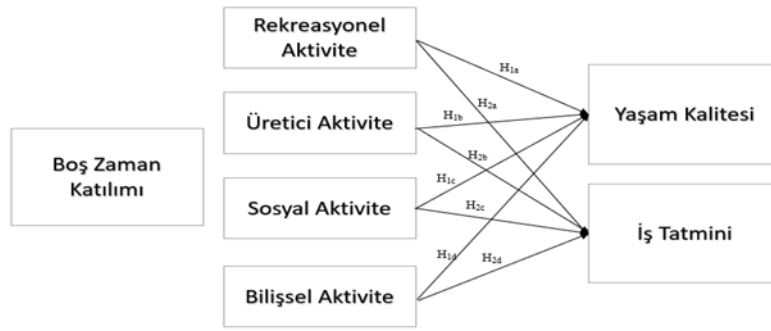 Rekreasyonel
Aktivite
Üretici Aktivite
Sosyal Aktivite
Bilişsel Aktivite
Boş Zaman
Katılımı
H1a
H2a
H1b
H2b
H1c
H2c
H1d
H2d
Yaşam Kalitesi
İş Tatmini